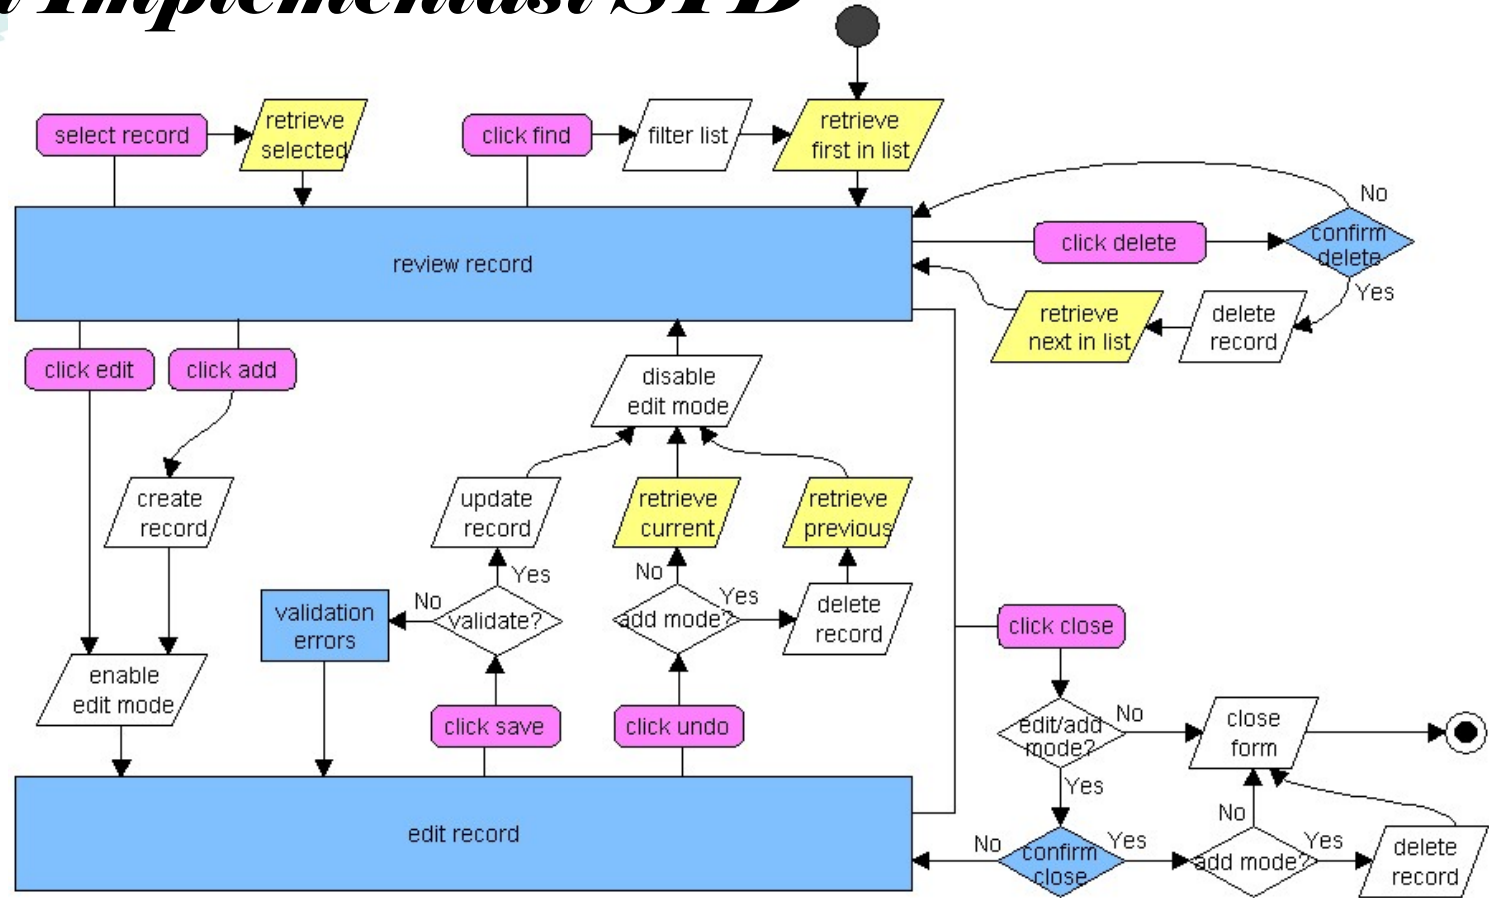 Implementasi STD
select record
retrieve
selected
click find
filter list
retrieve
first in list
No
review record
click delete
confirm
delete
Yes
retrieve
next in list
delete
record
click edit
click add
disable
edit mode
create
record
update
record
retrieve
current
retrieve
previous
Yes
No
Yes
No
validation
errors
validate?
add mode?
delete
record
click close
enable
edit mode
click save
click undo
edit/add
mode?
No
close
form
Yes
edit record
No
confirm
close
Yes
No
add mode?
Yes
delete
record